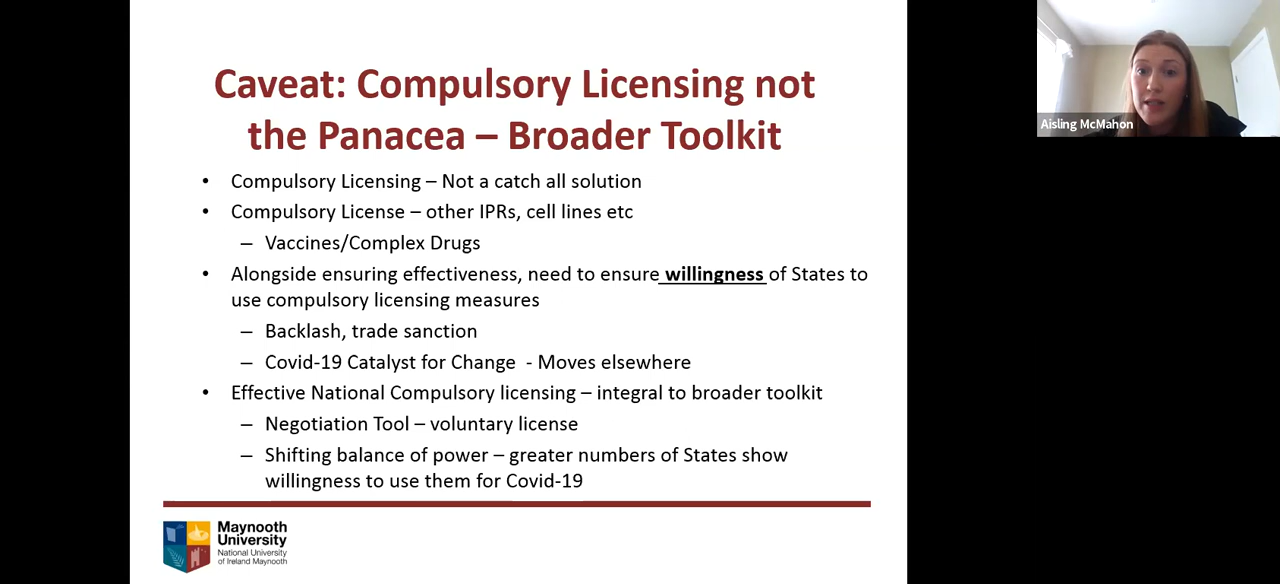 Caveat: Compulsory Licensing not
the Panacea – Broader Toolkit
• Compulsory Licensing – Not a catch all solution
• Compulsory License – other IPRs, cell lines etc
– Vaccines/Complex Drugs
• Alongside ensuring effectiveness, need to ensure willingness of States to
use compulsory licensing measures
– Backlash, trade sanction
– Covid-19 Catalyst for Change - Moves elsewhere
• Effective National Compulsory licensing – integral to broader toolkit
– Negotiation Tool – voluntary license
– Shifting balance of power – greater numbers of States show
willingness to use them for Covid-19
Maynooth
University
National University
of Ireland Maynooth
Aisling McMahon